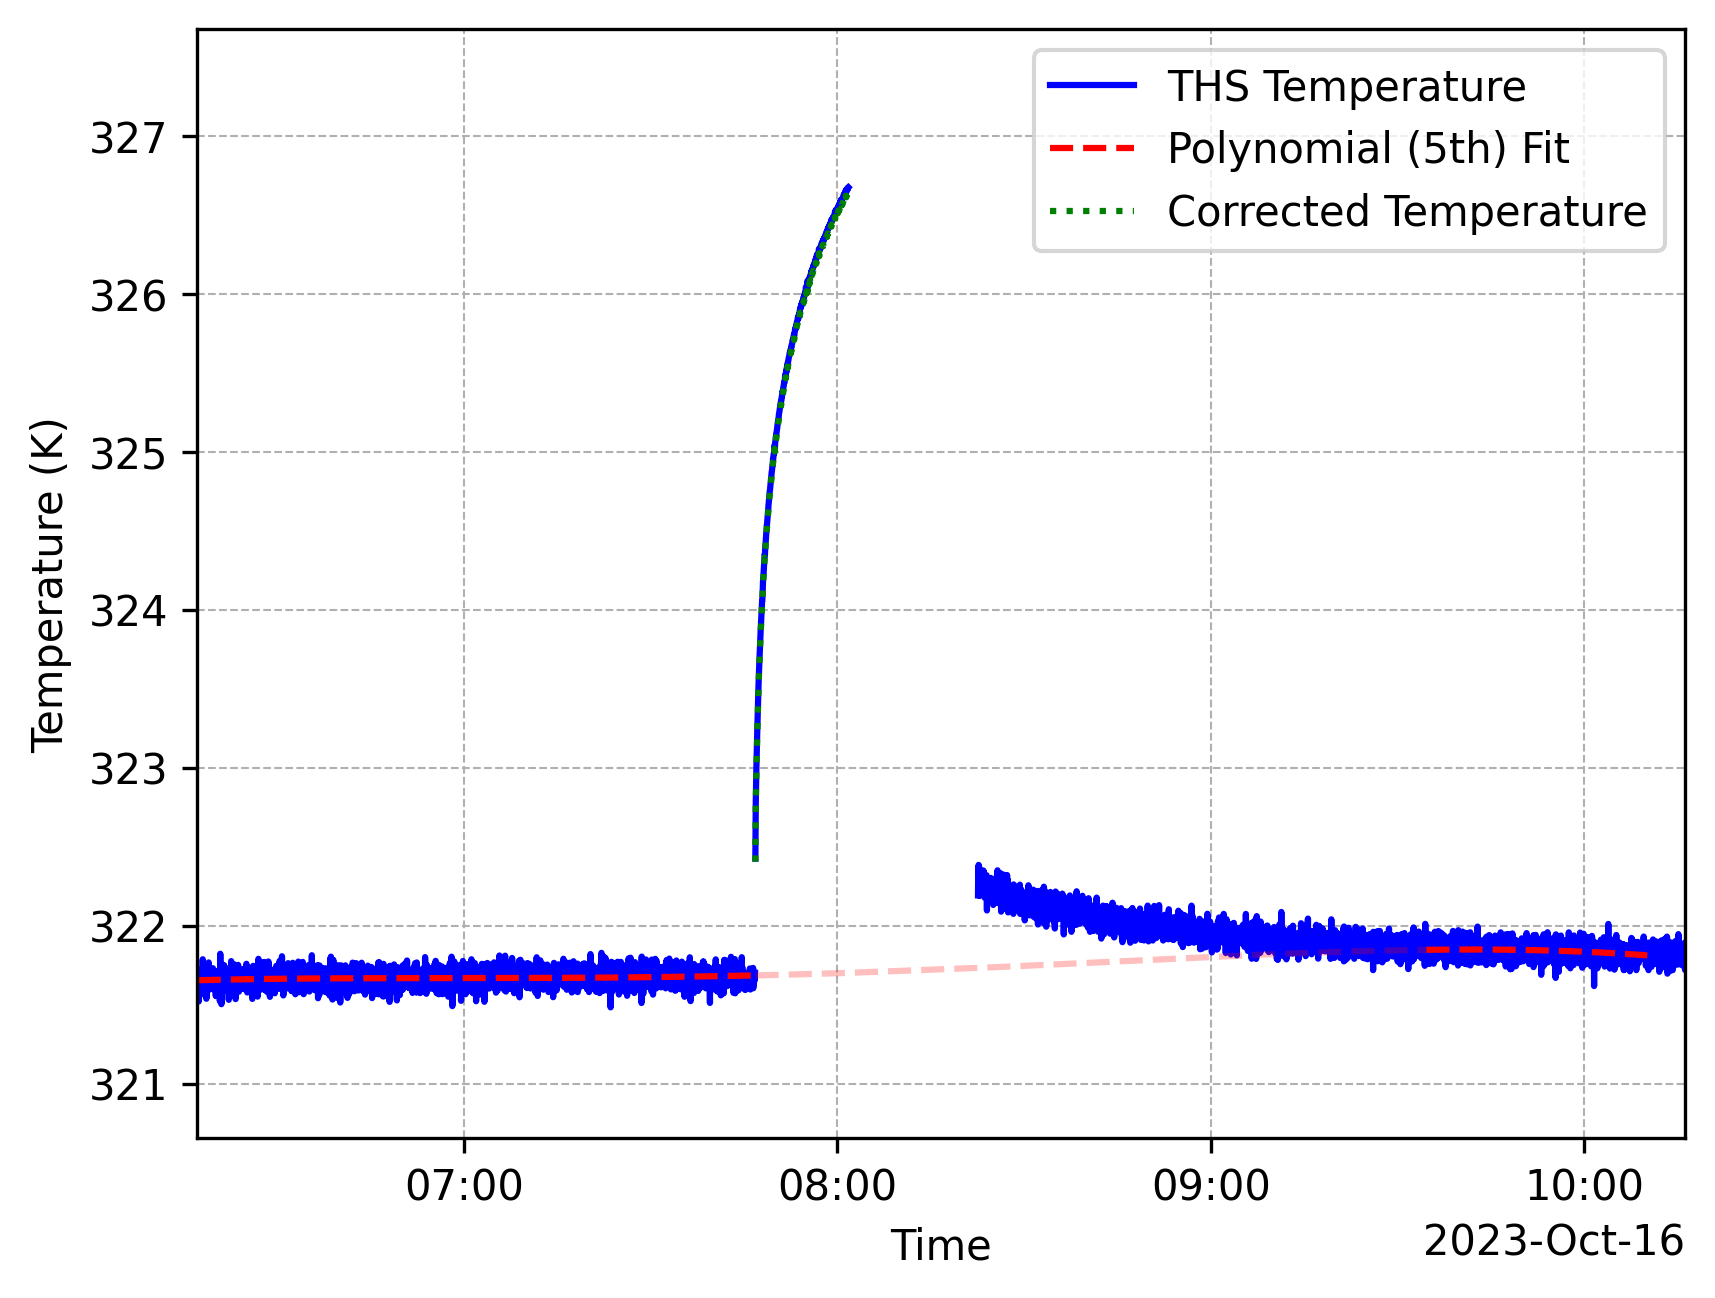 THS Temperature
Polynomial (5th) Fit
Corrected Temperature
327
326
325
324
323
322
321
Temperature (K)
07:00
08:00
09:00
10:00
Time
2023-Oct-16